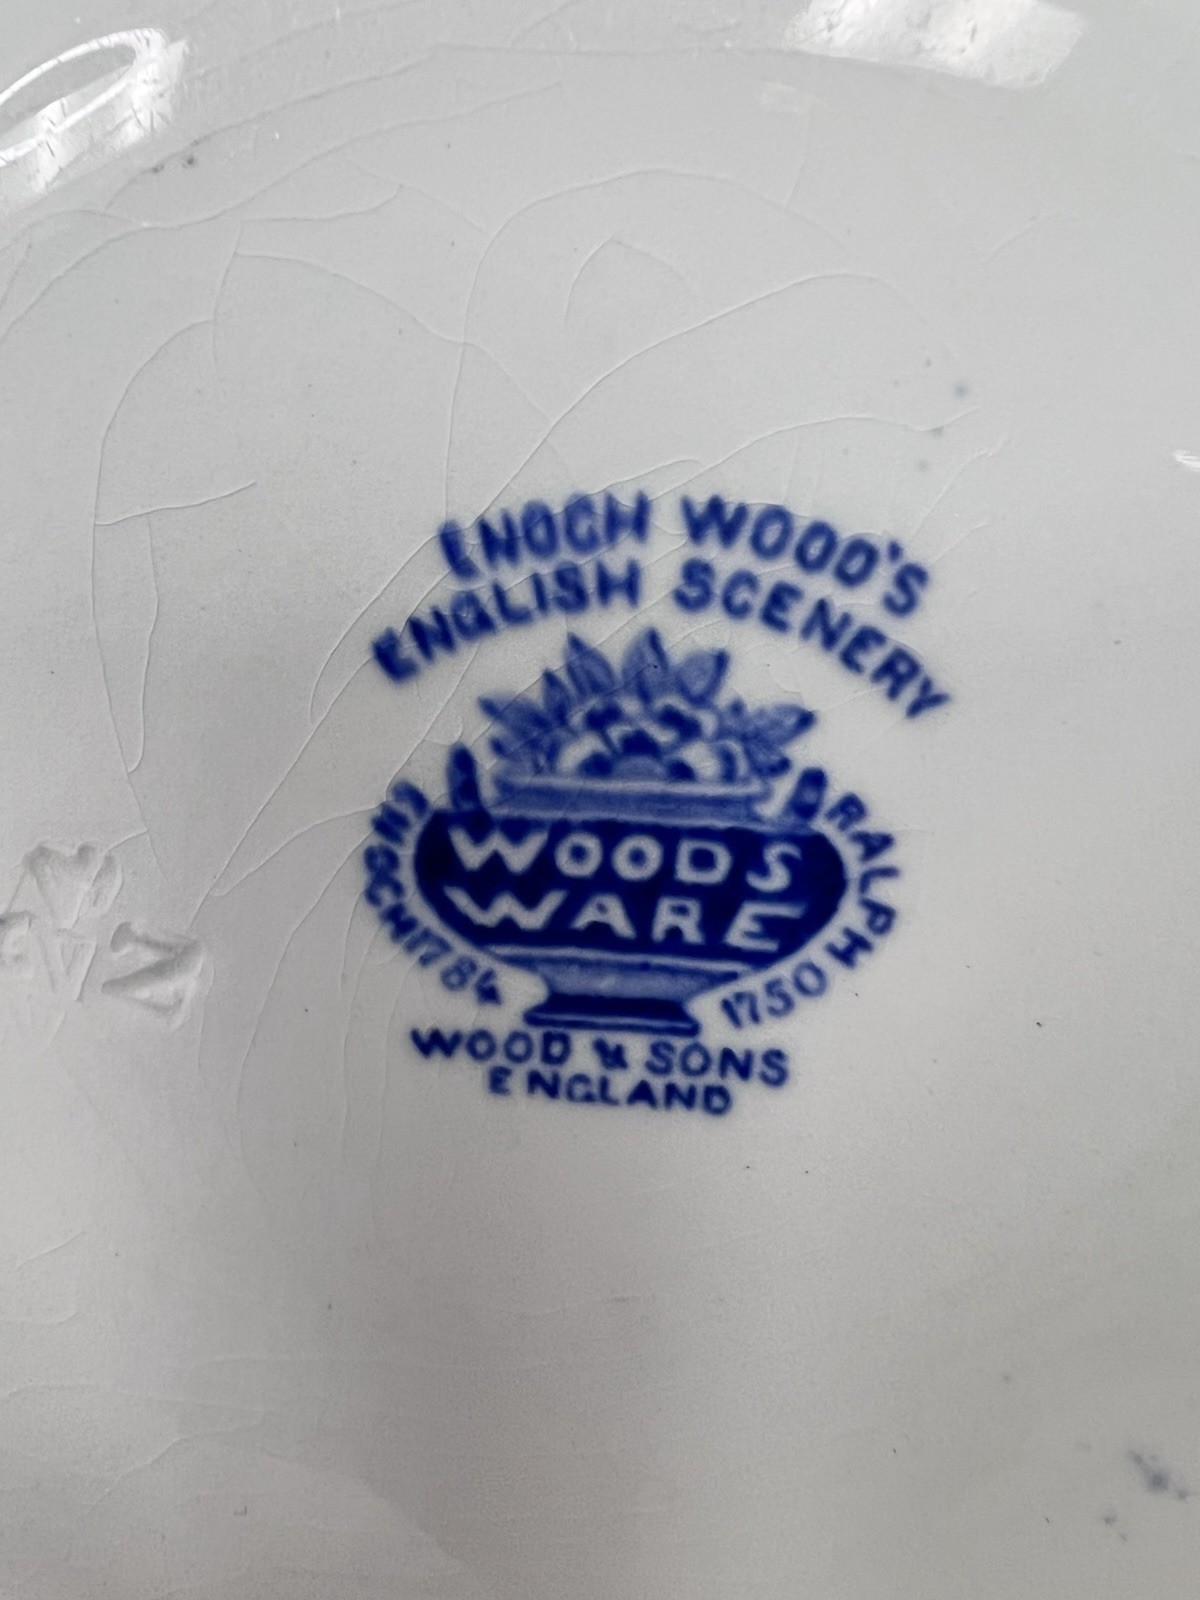 ENOCH WOOD'S
ENGLISH SCENERY
WOODS
WARE
ENOCH 1784
RALPH 1750
WOOD & SONS
ENGLAND